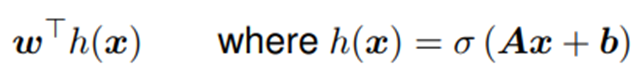 w⊤h(x) where h(x) = σ (Ax + b)